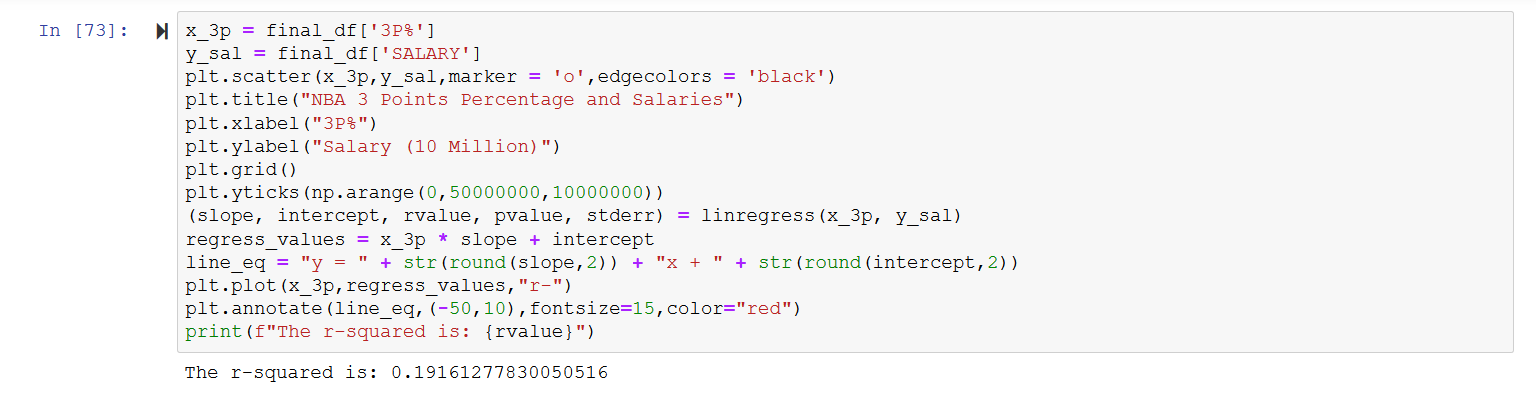 In [73]:
x_3p = final_df['3P%']
y_sal = final_df['SALARY']
plt.scatter(x_3p,y_sal,marker = 'o',edgecolors = 'black')
plt.title("NBA 3 Points Percentage and Salaries")
plt.xlabel("3P%")
plt.ylabel("Salary (10 Million)")
plt.grid()
plt.yticks(np.arange(0,50000000,10000000))
(slope, intercept, rvalue, pvalue, stderr) = linregress(x_3p, y_sal)
regress_values = x_3p * slope + intercept
line_eq = "y = " + str(round(slope,2)) + "x + " + str(round(intercept,2))
plt.plot(x_3p,regress_values,"r-")
plt.annotate(line_eq,(-50,10),fontsize=15,color="red")
print(f"The r-squared is: {rvalue}")
The r-squared is: 0.19161277830050516